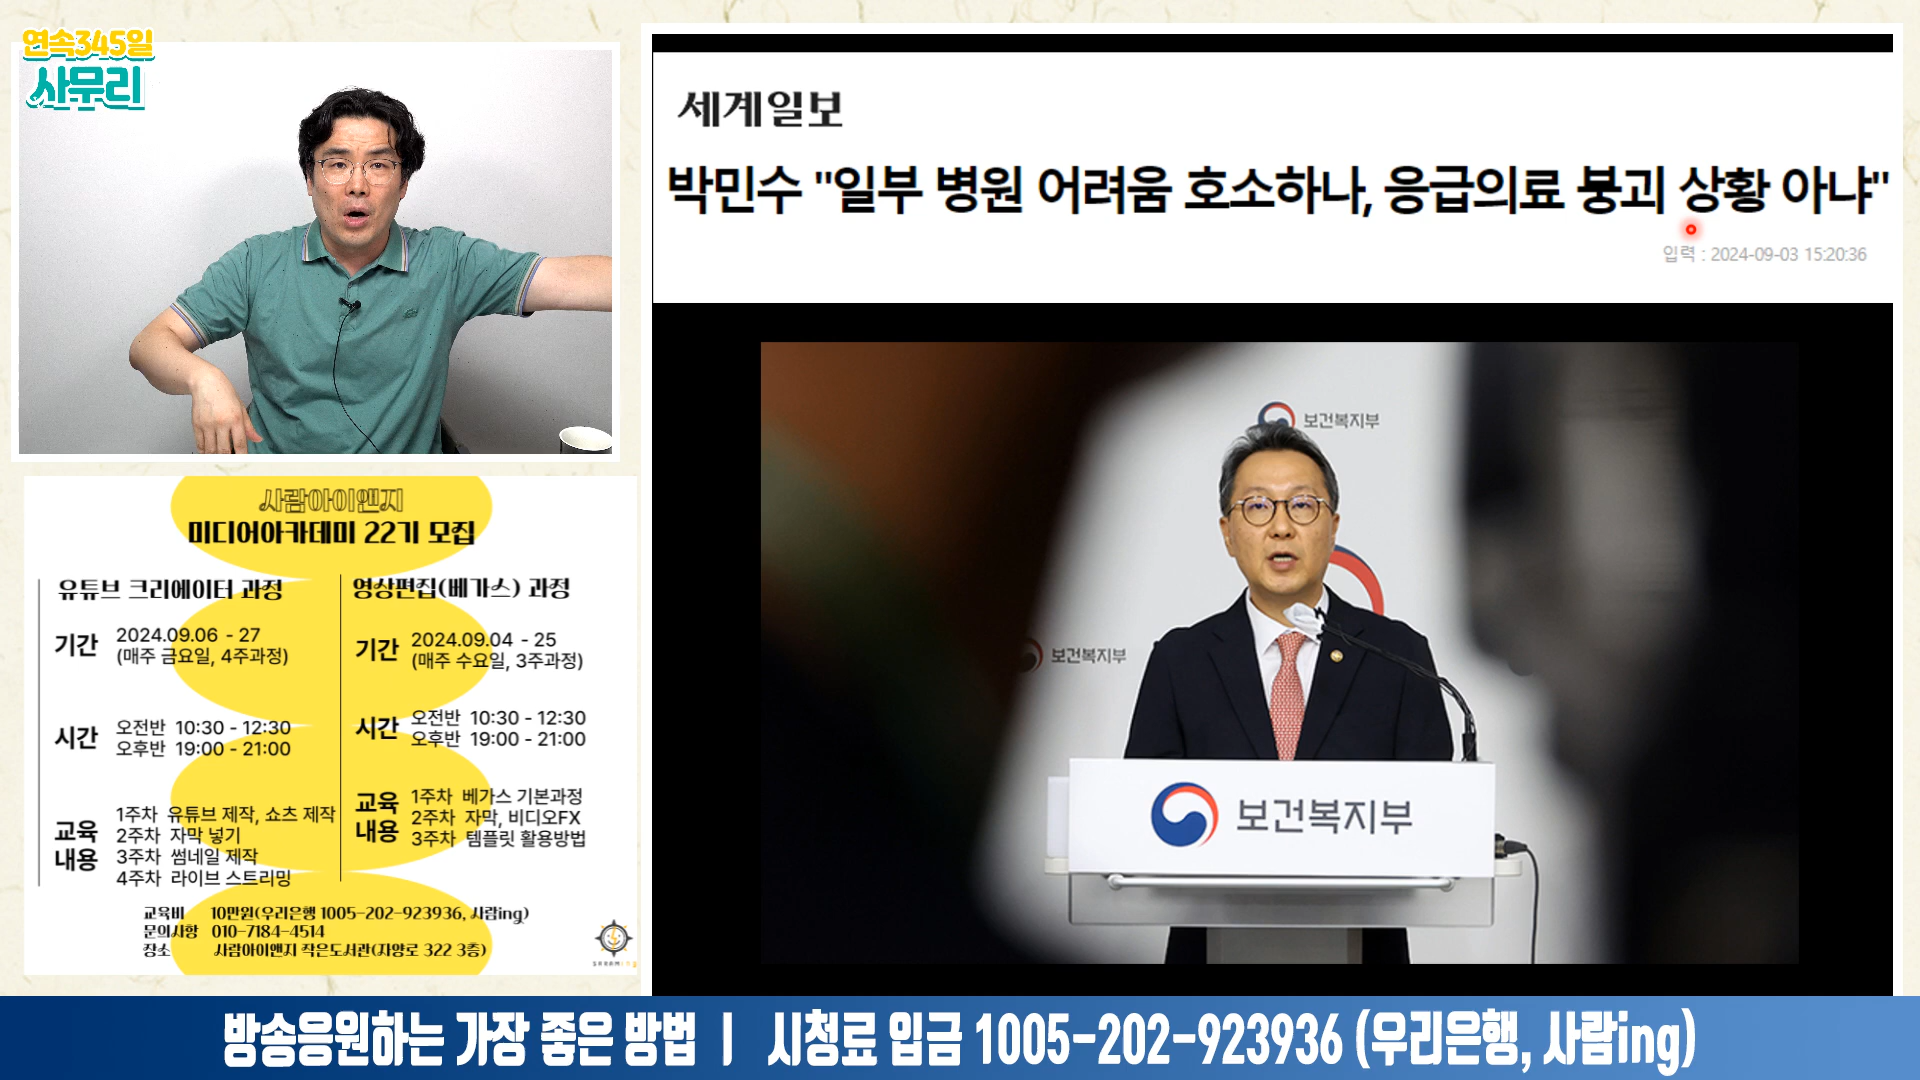 연속345일
사무리
세계일보
박민수 "일부 병원 어려움 호소하나, 응급의료 붕괴 상황 아냐"
입력 : 2024-09-03 15:20:36
보건복지부
보건복지부
보건복지부
사람아이앤지
미디어아카데미 22기 모집
유튜브 크리에이터 과정
기간 2024.09.06 - 27
(매주 금요일, 4주과정)
시간 오전반 10:30 - 12:30
오후반 19:00 - 21:00
교육
내용
1주차 유튜브 제작, 쇼츠 제작
2주차 자막 넣기
3주차 썸네일 제작
4주차 라이브 스트리밍
영상편집(베가스) 과정
기간 2024.09.04 - 25
(매주 수요일, 3주과정)
시간 오전반 10:30 - 12:30
오후반 19:00 - 21:00
교육
내용
1주차 베가스 기본과정
2주차 자막, 비디오FX
3주차 템플릿 활용방법
교육비 10만원(우리은행 1005-202-923936, 사람ing)
문의사항 010-7184-4514
장소 사람아이앤지 작은도서관(자양로 322 3층)
방송응원하는 가장 좋은 방법 | 시청료 입금 1005-202-923936 (우리은행, 사람ing)